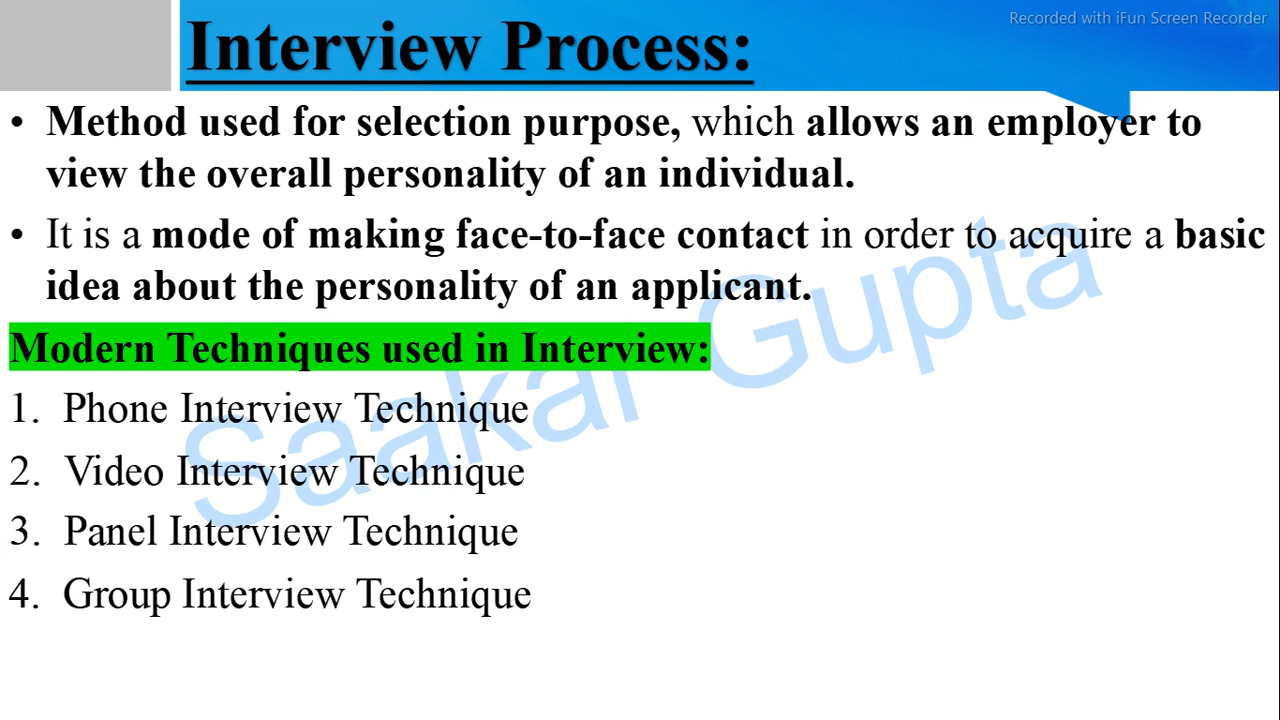 Recorded with iFun Screen Recorder
Interview Process:
• Method used for selection purpose, which allows an employer to
view the overall personality of an individual.
• It is a mode of making face-to-face contact in order to acquire a basic
idea about the personality of an applicant.
Modern Techniques used in Interview:
1. Phone Interview Technique
2. Video Interview Technique
3. Panel Interview Technique
4. Group Interview Technique
Saakal Gupta